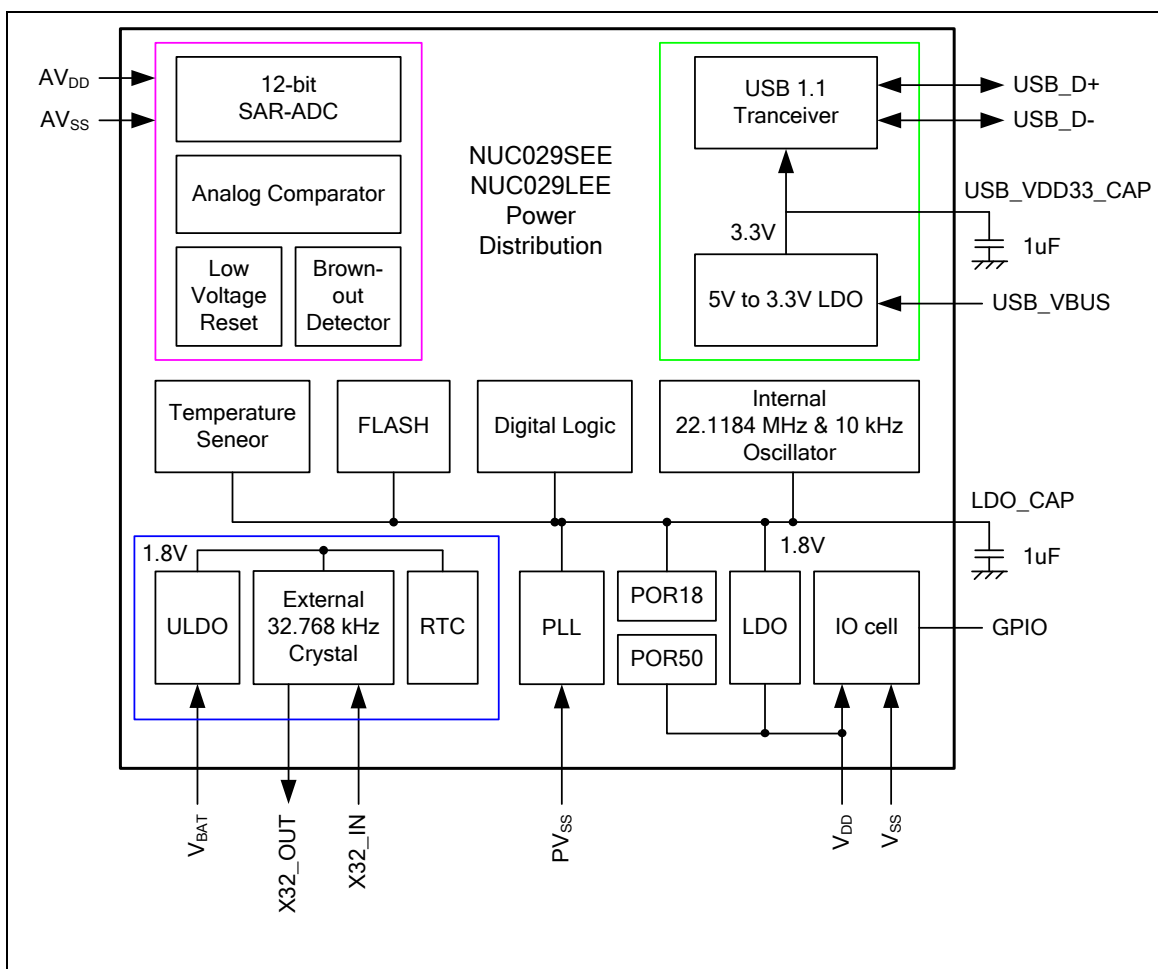 AVDD
AVSS
12-bit
SAR-ADC
Analog Comparator
Low
Voltage
Reset
Brown-
out
Detector
NUC029SEE
NUC029LEE
Power
Distribution
USB 1.1
Tranceiver
3.3V
5V to 3.3V LDO
USB_D+
USB_D-
USB_VDD33_CAP
1uF
USB_VBUS
Temperature
Seneor
FLASH
Digital Logic
Internal
22.1184 MHz & 10 kHz
Oscillator
LDO_CAP
1uF
1.8V
ULDO
External
32.768 kHz
Crystal
RTC
PLL
POR18
POR50
1.8V
LDO
IO cell
GPIO
VBAT
X32_OUT
X32_IN
PVSS
VDD
VSS